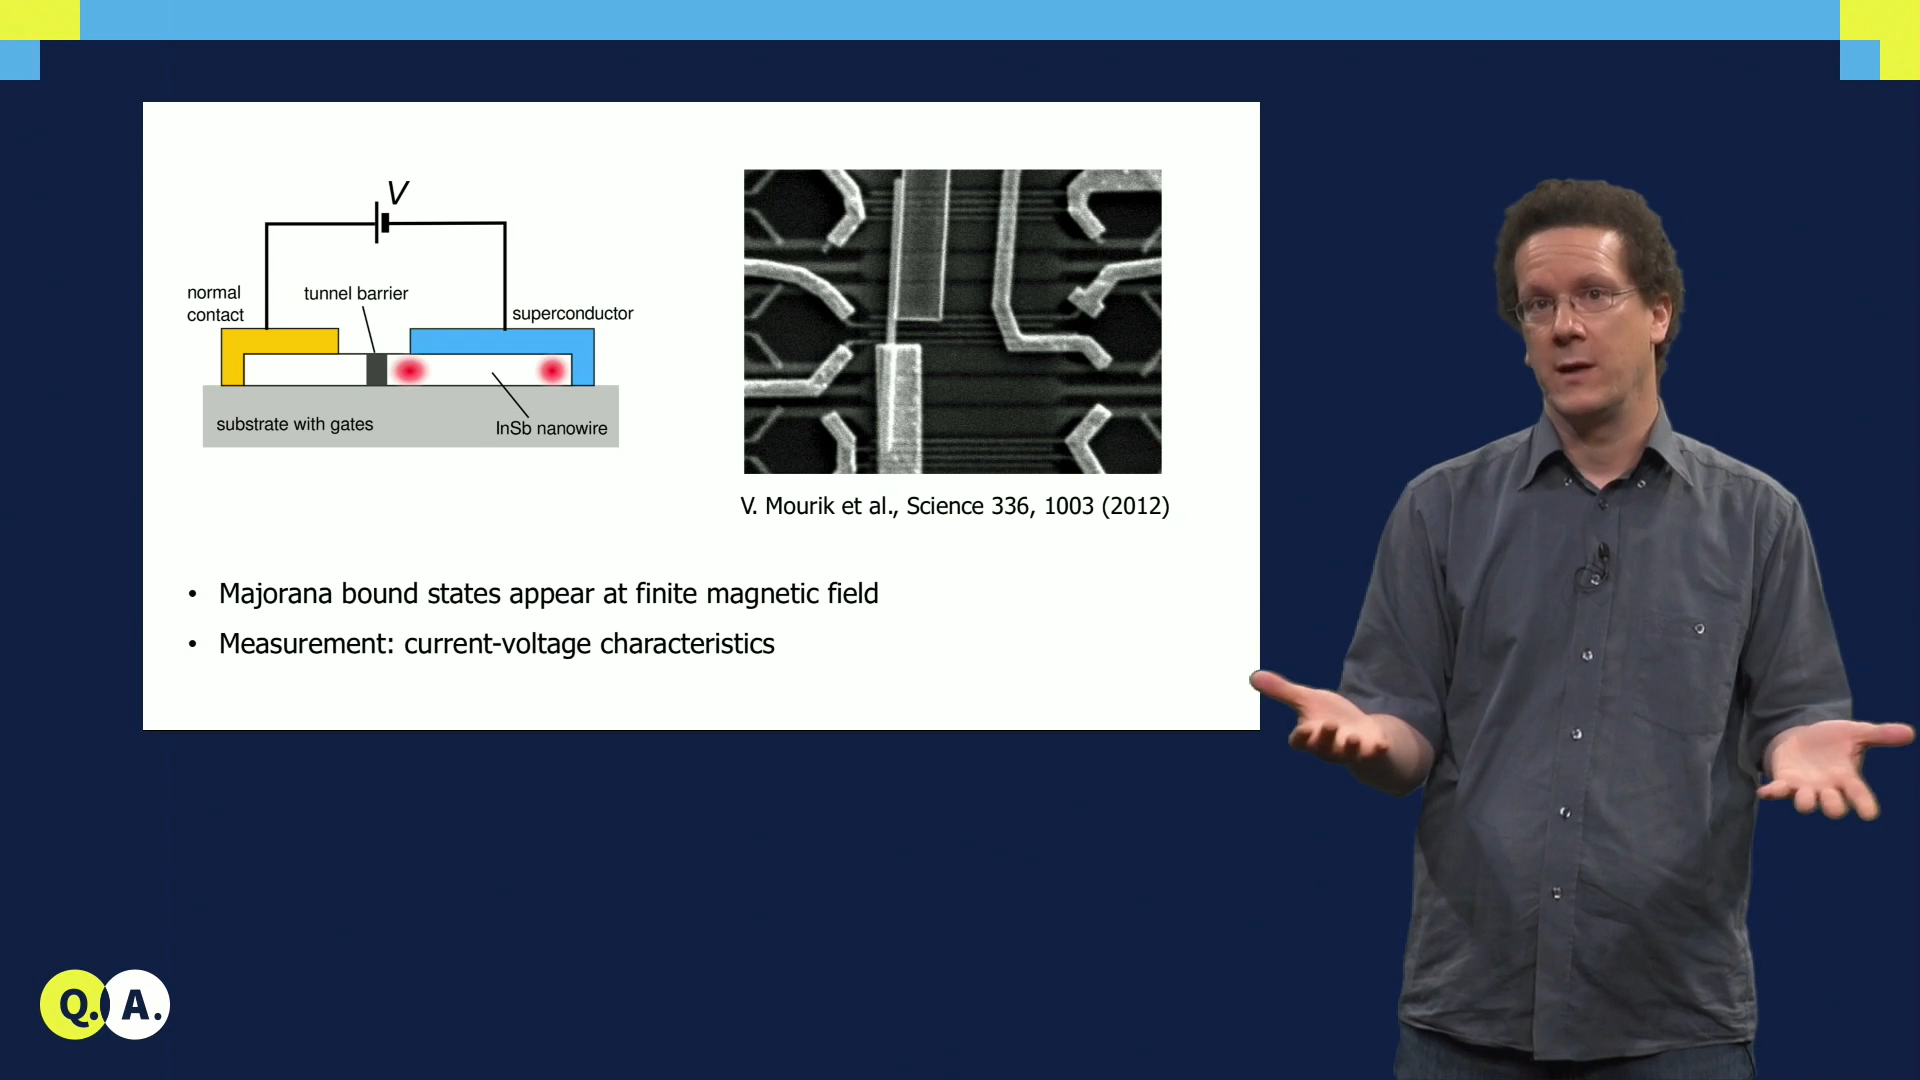 V
normal
contact
tunnel barrier
superconductor
substrate with gates
InSb nanowire
V. Mourik et al., Science 336, 1003 (2012)
• Majorana bound states appear at finite magnetic field
• Measurement: current-voltage characteristics
Q. A.